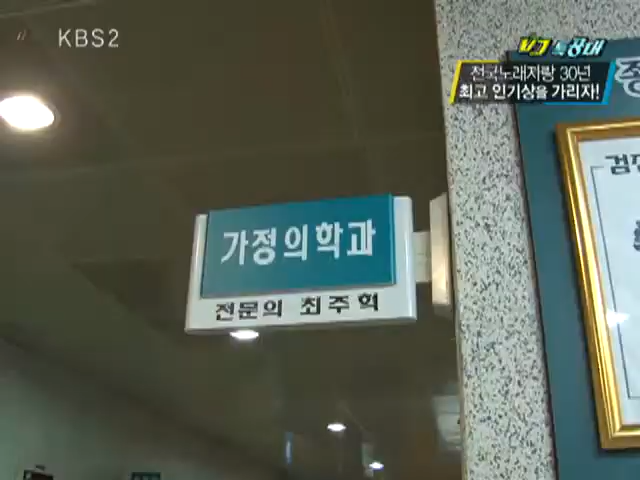 KBS2
VJ 특공대
전국노래자랑 30년
최고 인기상을 가리자!
가정의학과
전문의 최주혁